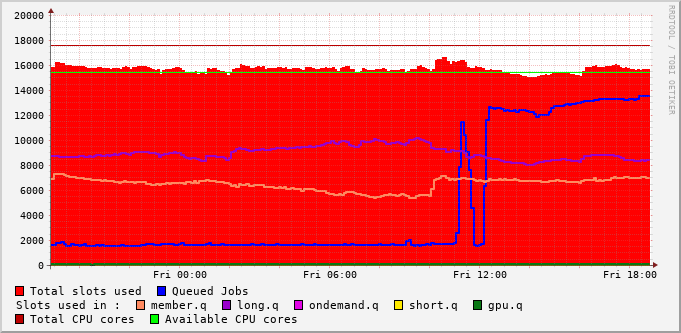 RRDTOOL / TOBI OETIKER
20000
18000
16000
14000
12000
10000
8000
6000
4000
2000
0
Fri 00:00 Fri 06:00 Fri 12:00 Fri 18:00
Total slots used Queued Jobs
Slots used in : member.q long.q ondemand.q short.q gpu.q
Total CPU cores Available CPU cores